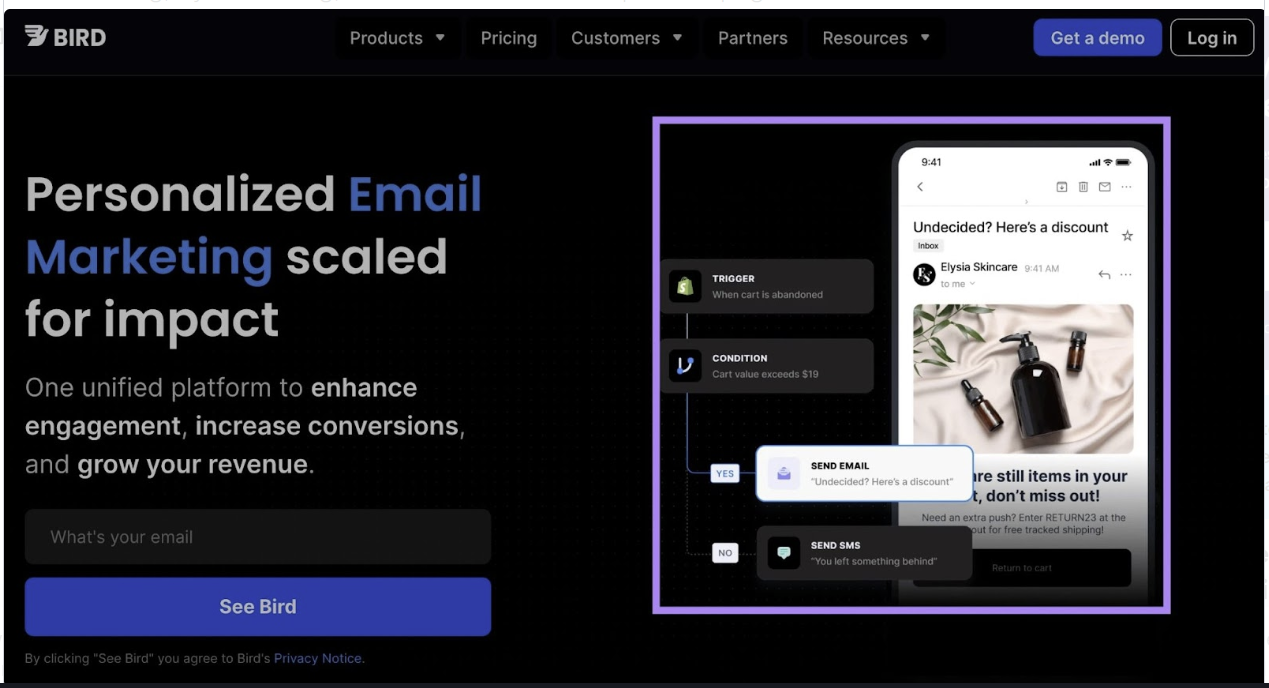 BIRD
Products
Pricing
Customers
Partners
Resources
Get a demo
Log in
Personalized Email
Marketing scaled
for impact
One unified platform to enhance
engagement, increase conversions,
and grow your revenue.
What's your email
See Bird
By clicking "See Bird" you agree to Bird's Privacy Notice.
TRIGGER
When cart is abandoned
CONDITION
Cart value exceeds $19
YES
SEND EMAIL
"Undecided? Here's a discount"
NO
SEND SMS
"You left something behind"
9:41
Undecided? Here's a discount
Inbox
Elysia Skincare 9:41 AM
to me
are still items in your
don't miss out!
Need an extra push? Enter RETURN23 at the
out for free tracked shipping!
Return to cart